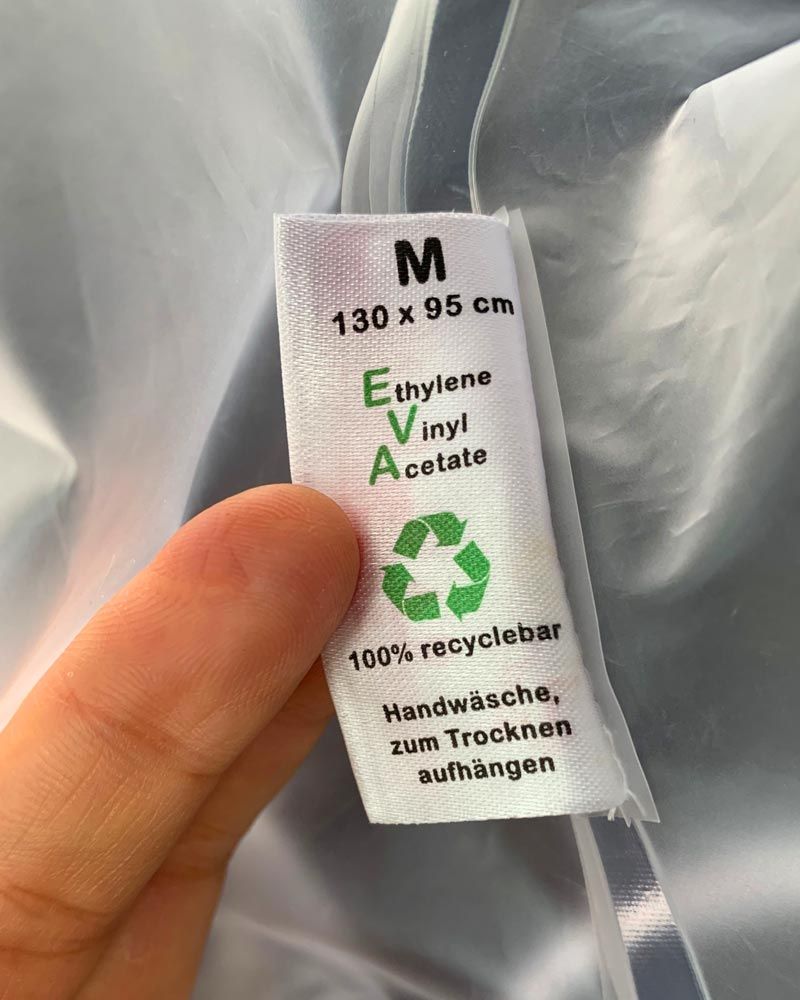 M
130 x 95 cm
Ethylene
Vinyl
Acetate
100% recyclebar
Handwäsche,
zum Trocknen
aufhängen